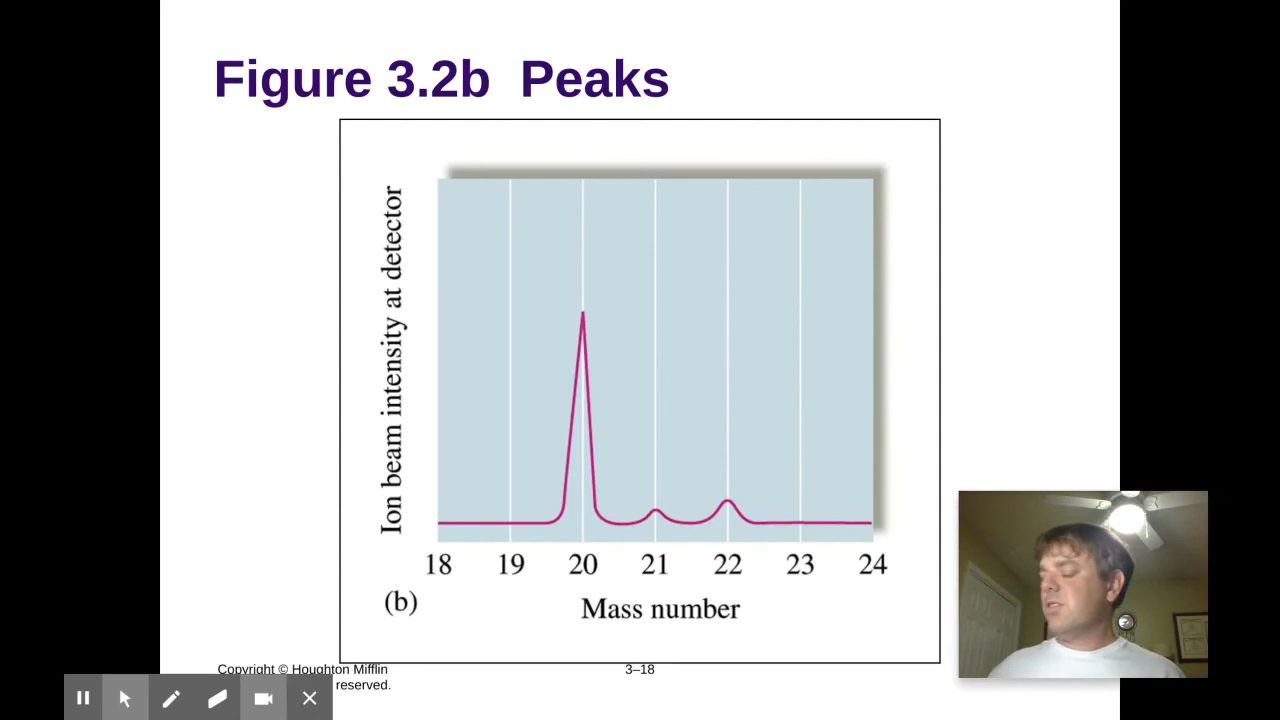 Figure 3.2b  Peaks
Ion beam intensity at detector
18 19 20 21 22 23 24
(b)
Mass number
Copyright © Houghton Mifflin
reserved.
3–18